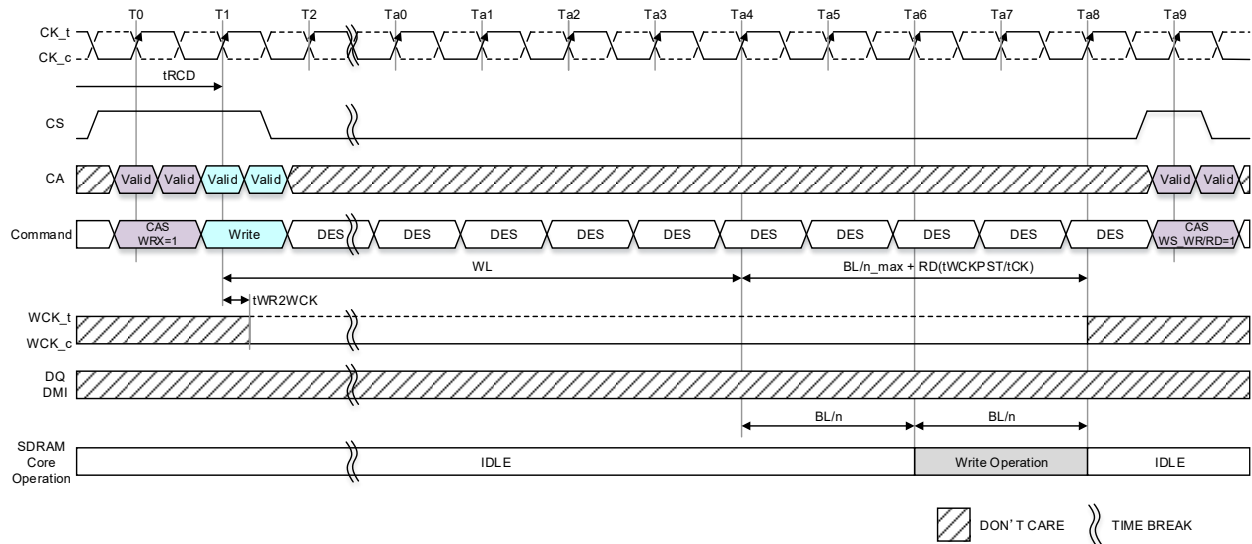 T0 T1 T2 Ta0 Ta1 Ta2 Ta3 Ta4 Ta5 Ta6 Ta7 Ta8 Ta9
CK_t
CK_c
tRCD
CS
CA Valid Valid Valid Valid Valid Valid
Command CAS WRX=1 Write DES DES DES DES DES DES DES DES DES DES CAS WS_WR/RD=1
WL BL/n_max + RD(tWCKPST/tCK)
tWR2WCK
WCK_t
WCK_c
DQ
DMI
BL/n BL/n
SDRAM
Core
Operation
IDLE Write Operation IDLE
DON'T CARE TIME BREAK